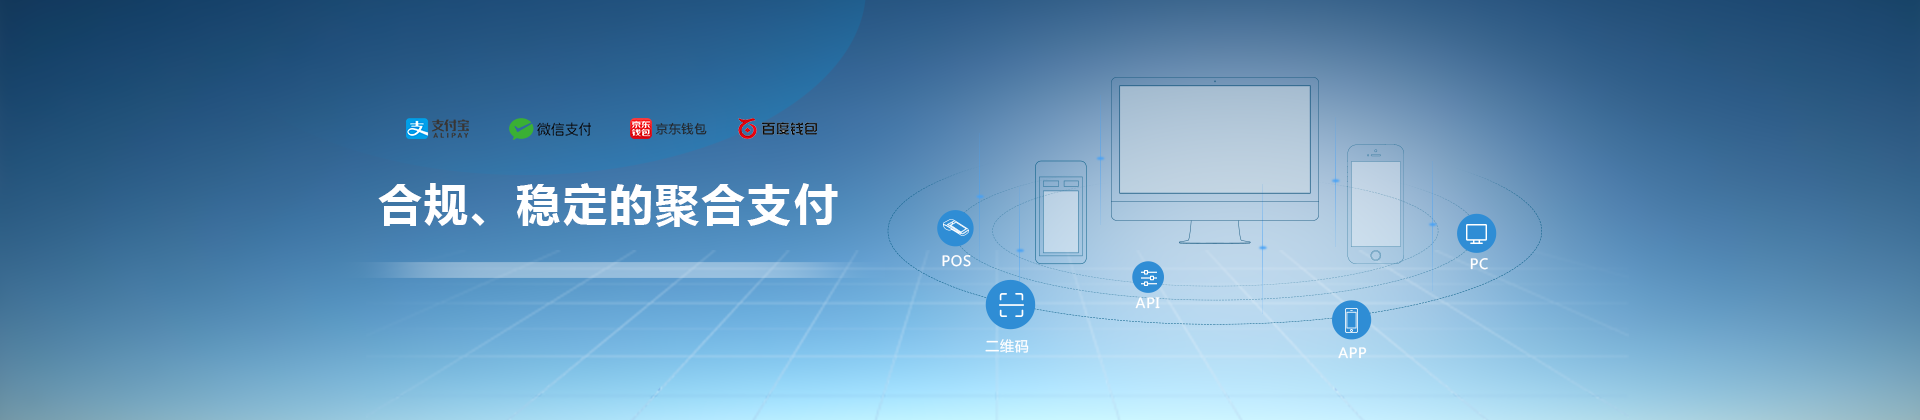 支付宝
ALIPAY
微信支付
京东
钱包
京东钱包
百度钱包
合规、稳定的聚合支付
POS
二维码
API
APP
PC